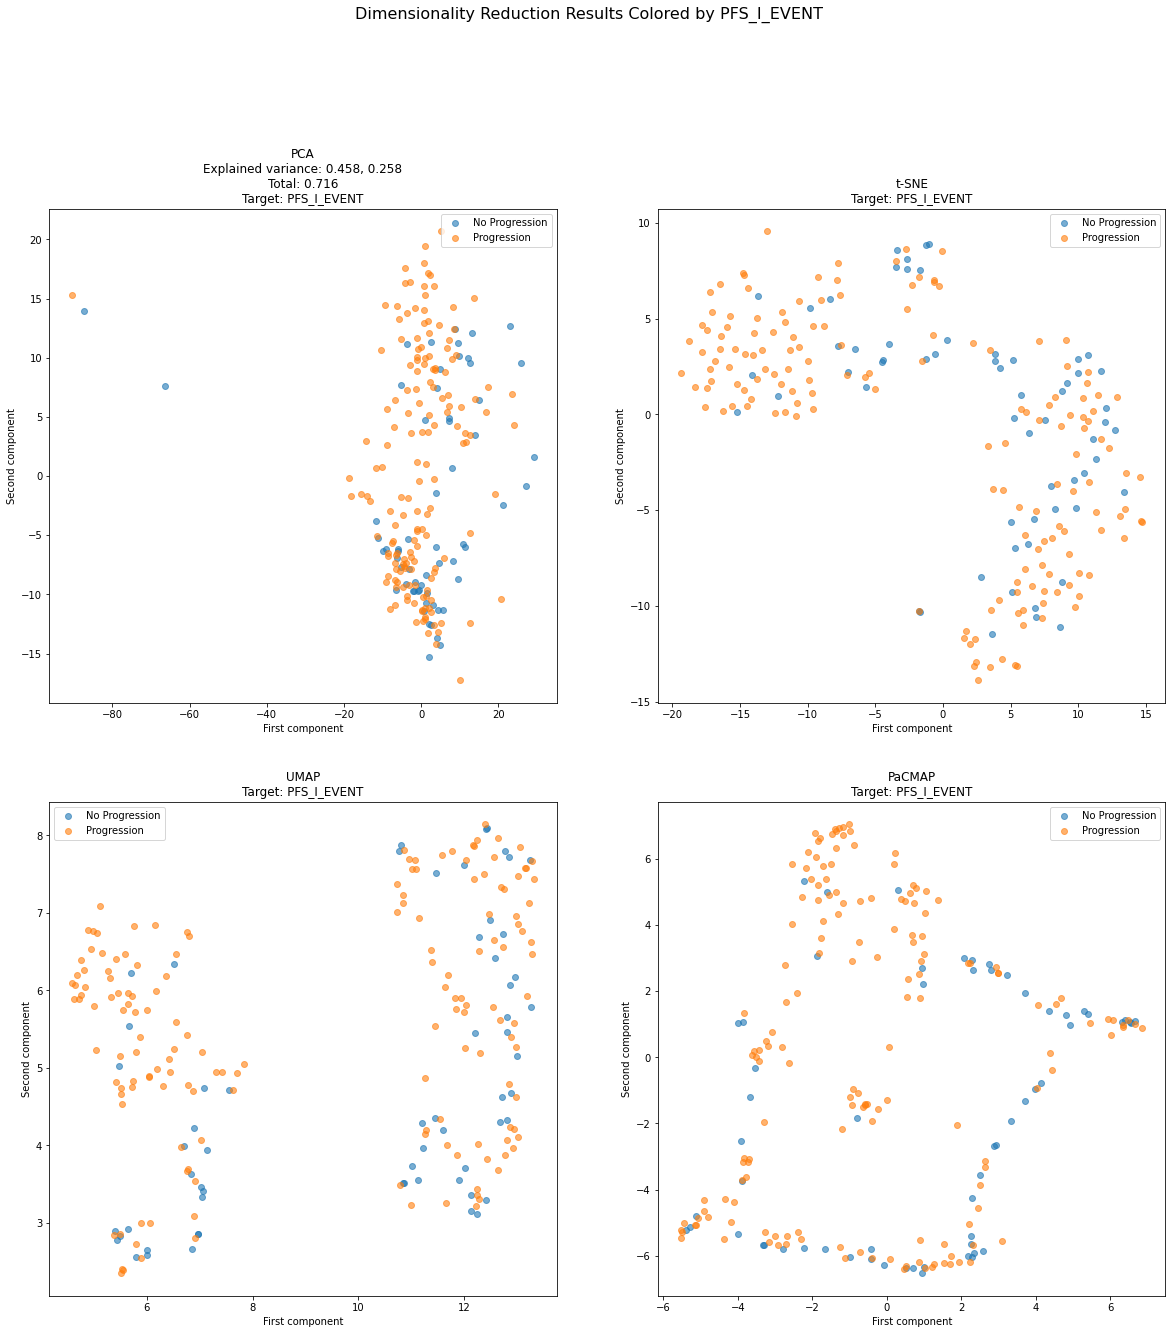 Dimensionality Reduction Results Colored by PFS_I_EVENT
PCA
Explained variance: 0.458, 0.258
Total: 0.716
Target: PFS_I_EVENT
No Progression
Progression
20
15
10
5
0
−5
−10
−15
Second component
−80
−60
−40
−20
0
20
First component
t-SNE
Target: PFS_I_EVENT
No Progression
Progression
10
5
0
−5
−10
−15
Second component
−20
−15
−10
−5
0
5
10
15
First component
UMAP
Target: PFS_I_EVENT
No Progression
Progression
8
7
6
5
4
3
Second component
6
8
10
12
First component
PaCMAP
Target: PFS_I_EVENT
No Progression
Progression
6
4
2
0
−2
−4
−6
Second component
−6
−4
−2
0
2
4
6
First component